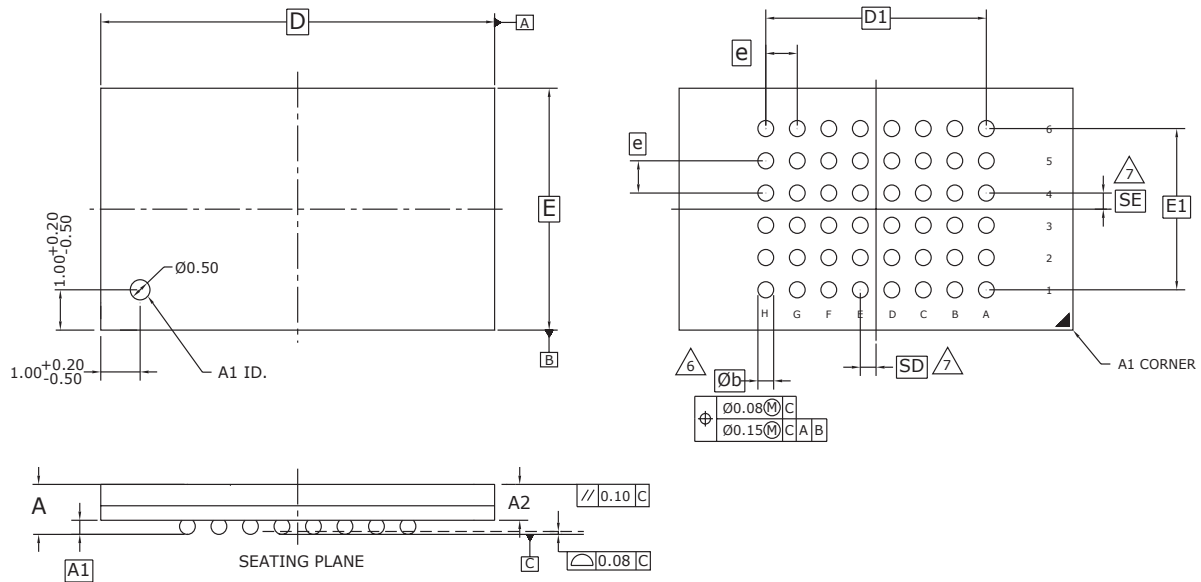 D
A
D1
e
e
6
5
4
3
2
1
7
SE
E1
E
1.00+0.20
-0.50
Ø0.50
A1 ID.
1.00+0.20
-0.50
B
H G F E D C B A
A1 CORNER
6
Øb
SD
7
Ø0.08Ⓜ C
Ø0.15Ⓜ C A B
A
A1
A2
// 0.10 C
SEATING PLANE
C
⌓ 0.08 C